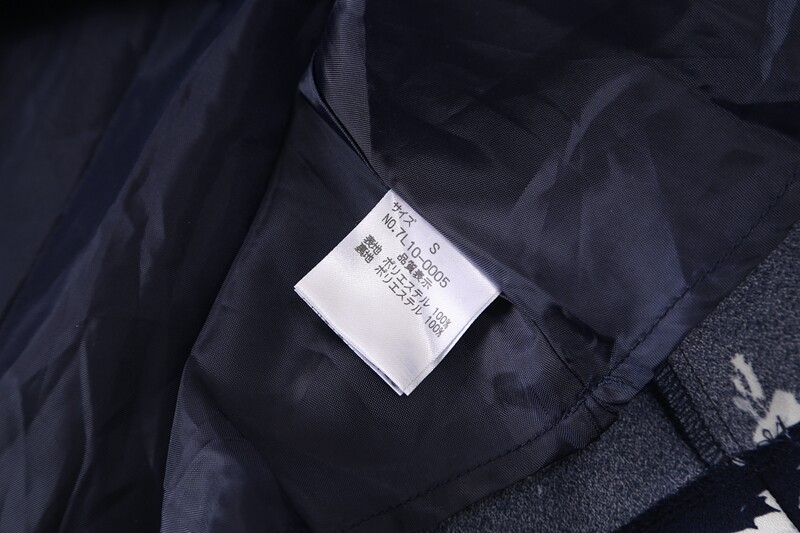 サイズ S
NO.7L10-0005
品質表示
表地 ポリエステル 100%
裏地 ポリエステル 100%